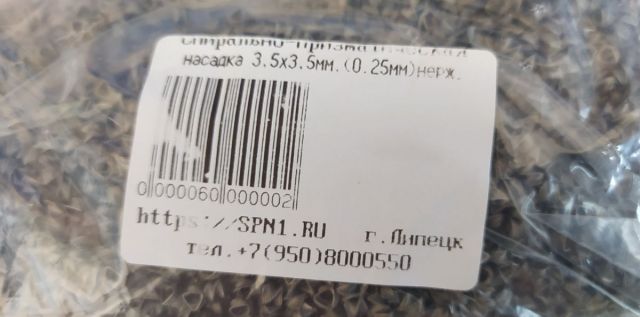 Спирально-призматическая
насадка 3.5х3.5мм.(0.25мм)нерж.
0 000060 000002
https://SPN1.RU г.Липецк
тел.+7(950)8000550